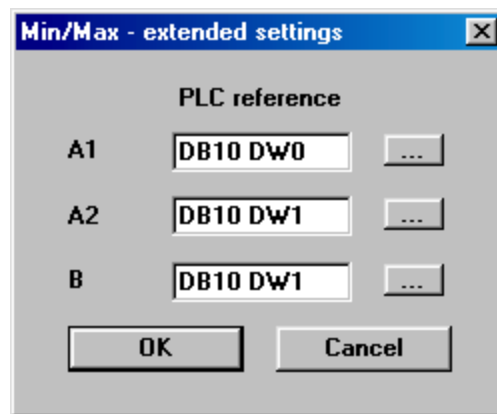 Min/Max - extended settings
PLC reference
A1 DB10 DW0 ...
A2 DB10 DW1 ...
B DB10 DW1 ...
OK Cancel